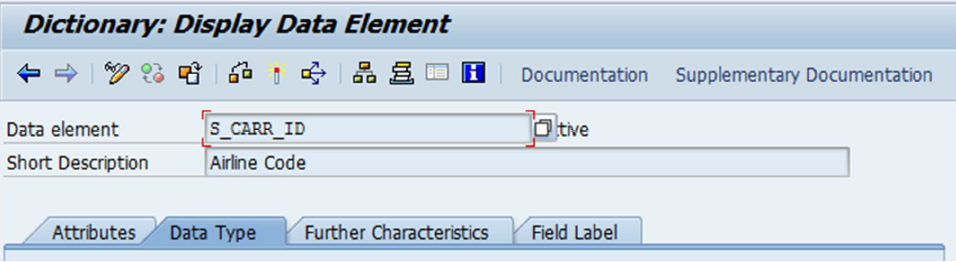 Dictionary: Display Data Element
Documentation Supplementary Documentation
Data element S_CARR_ID tive
Short Description Airline Code
Attributes Data Type Further Characteristics Field Label